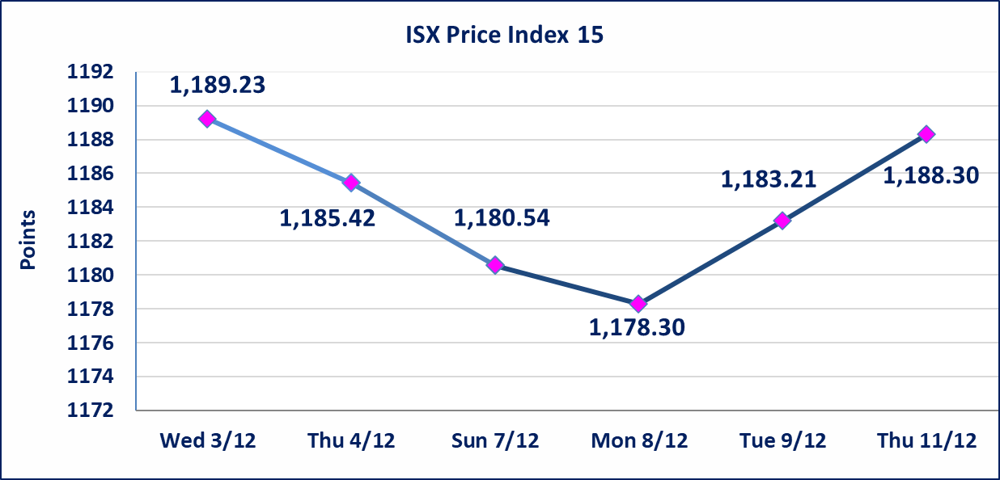 ISX Price Index 15
1192
1190
1188
1186
1184
1182
1180
1178
1176
1174
1172
Points
1,189.23
1,185.42
1,180.54
1,178.30
1,183.21
1,188.30
Wed 3/12
Thu 4/12
Sun 7/12
Mon 8/12
Tue 9/12
Thu 11/12